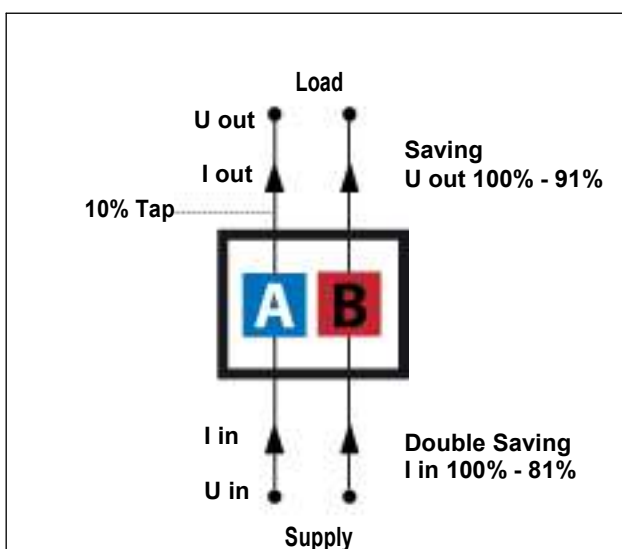 Load
U out
I out
10% Tap
Saving
U out 100% - 91%
A B
I in
U in
Double Saving
I in 100% - 81%
Supply